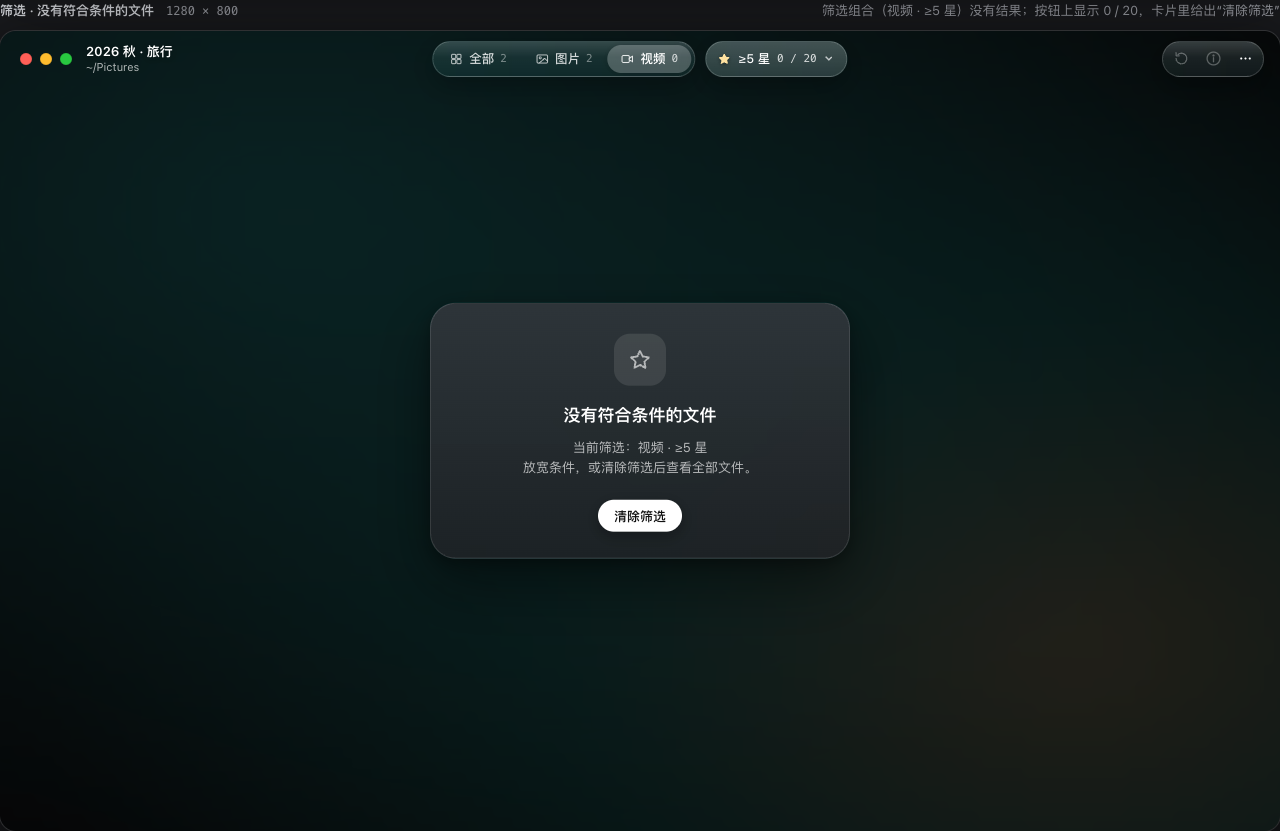 筛选 · 没有符合条件的文件 1280 × 800
筛选组合（视频 · ≥5 星）没有结果；按钮上显示 0 / 20，卡片里给出“清除筛选”
2026 秋 · 旅行
~/Pictures
全部 2 图片 2 视频 0
≥5 星 0 / 20
没有符合条件的文件
当前筛选：视频 · ≥5 星
放宽条件，或清除筛选后查看全部文件。
清除筛选